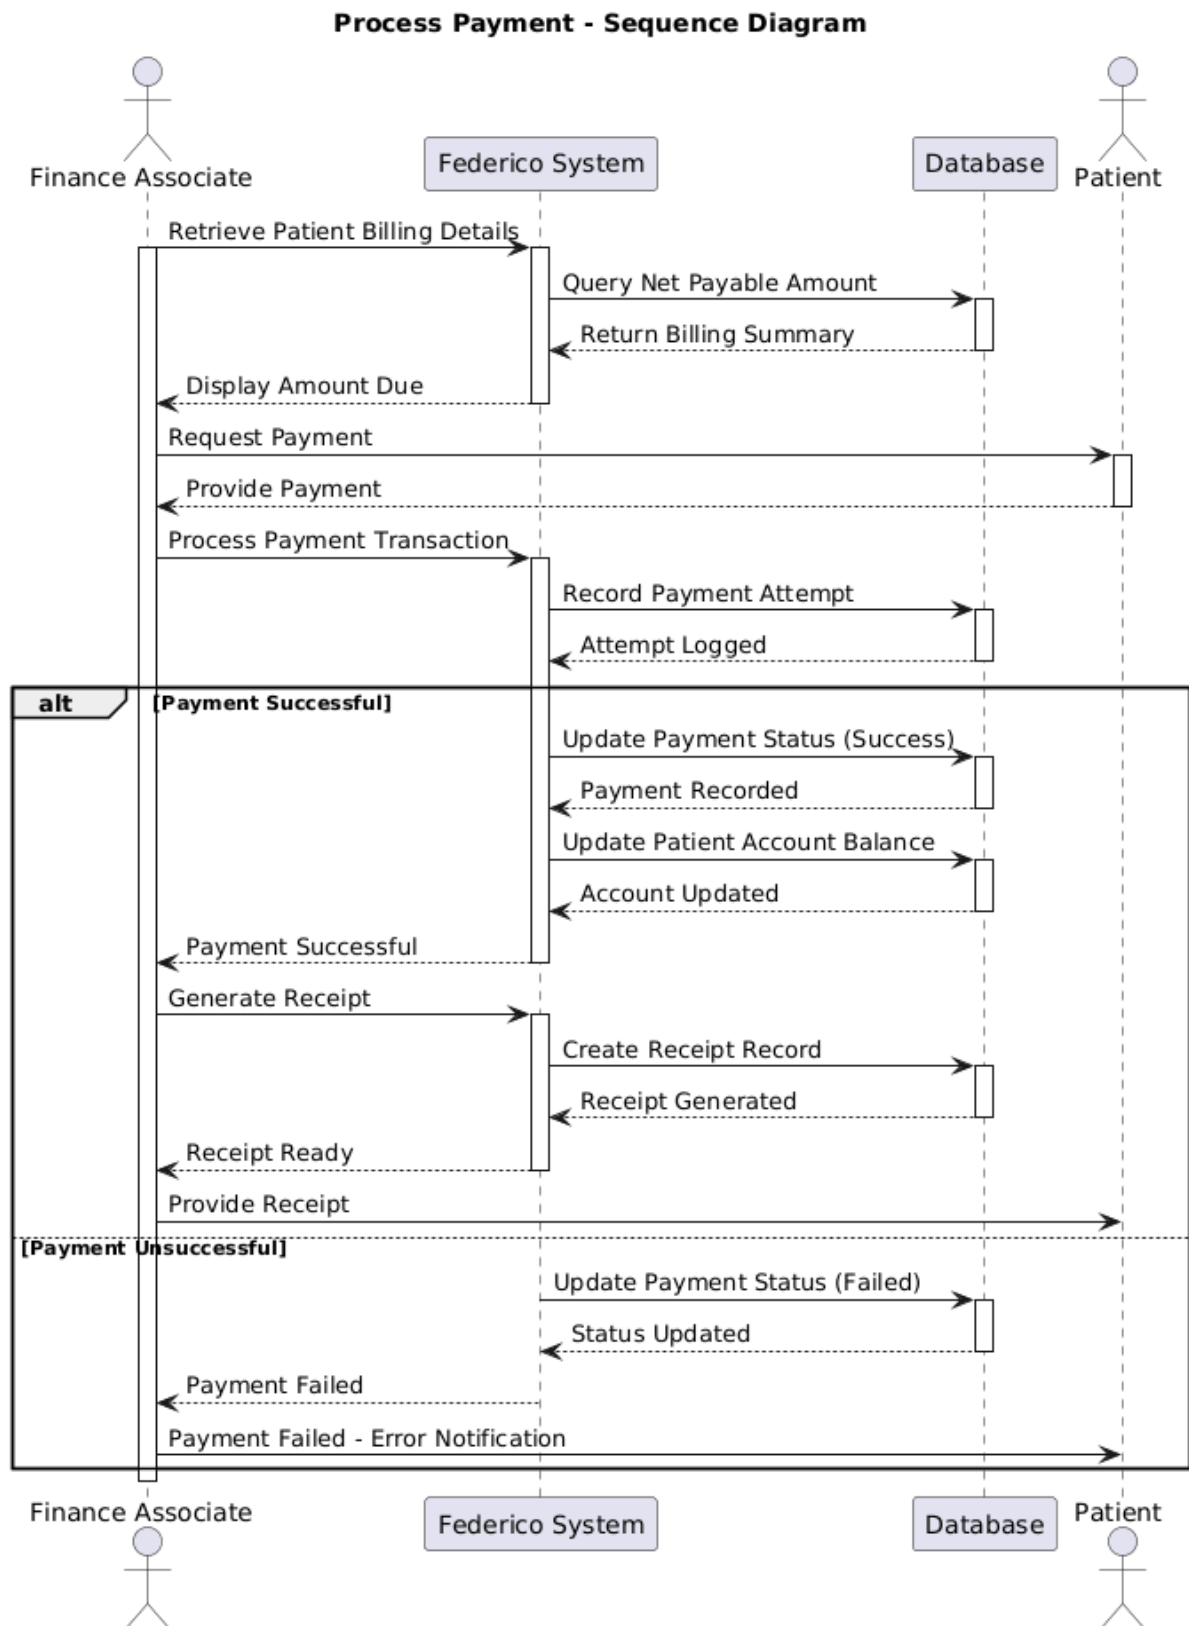 Process Payment - Sequence Diagram
Finance Associate
Federico System
Database
Patient
Retrieve Patient Billing Details
Query Net Payable Amount
Return Billing Summary
Display Amount Due
Request Payment
Provide Payment
Process Payment Transaction
Record Payment Attempt
Attempt Logged
alt
[Payment Successful]
Update Payment Status (Success)
Payment Recorded
Update Patient Account Balance
Account Updated
Payment Successful
Generate Receipt
Create Receipt Record
Receipt Generated
Receipt Ready
Provide Receipt
[Payment Unsuccessful]
Update Payment Status (Failed)
Status Updated
Payment Failed
Payment Failed - Error Notification
Finance Associate
Federico System
Database
Patient